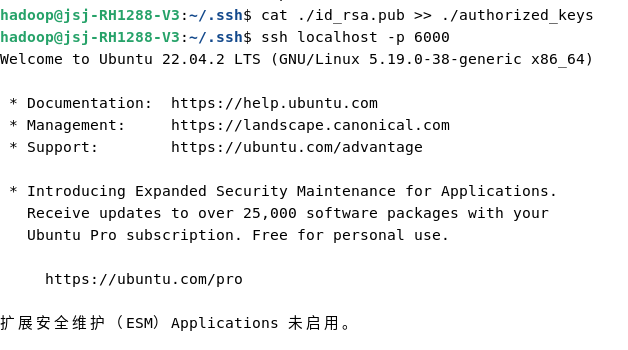 hadoop@jsj-RH1288-V3:~/.ssh$ cat ./id_rsa.pub >> ./authorized_keys
hadoop@jsj-RH1288-V3:~/.ssh$ ssh localhost -p 6000
Welcome to Ubuntu 22.04.2 LTS (GNU/Linux 5.19.0-38-generic x86_64)
* Documentation:  https://help.ubuntu.com
* Management:     https://landscape.canonical.com
* Support:        https://ubuntu.com/advantage
* Introducing Expanded Security Maintenance for Applications.
Receive updates to over 25,000 software packages with your
Ubuntu Pro subscription. Free for personal use.
https://ubuntu.com/pro
扩展安全维护（ESM）Applications 未启用。